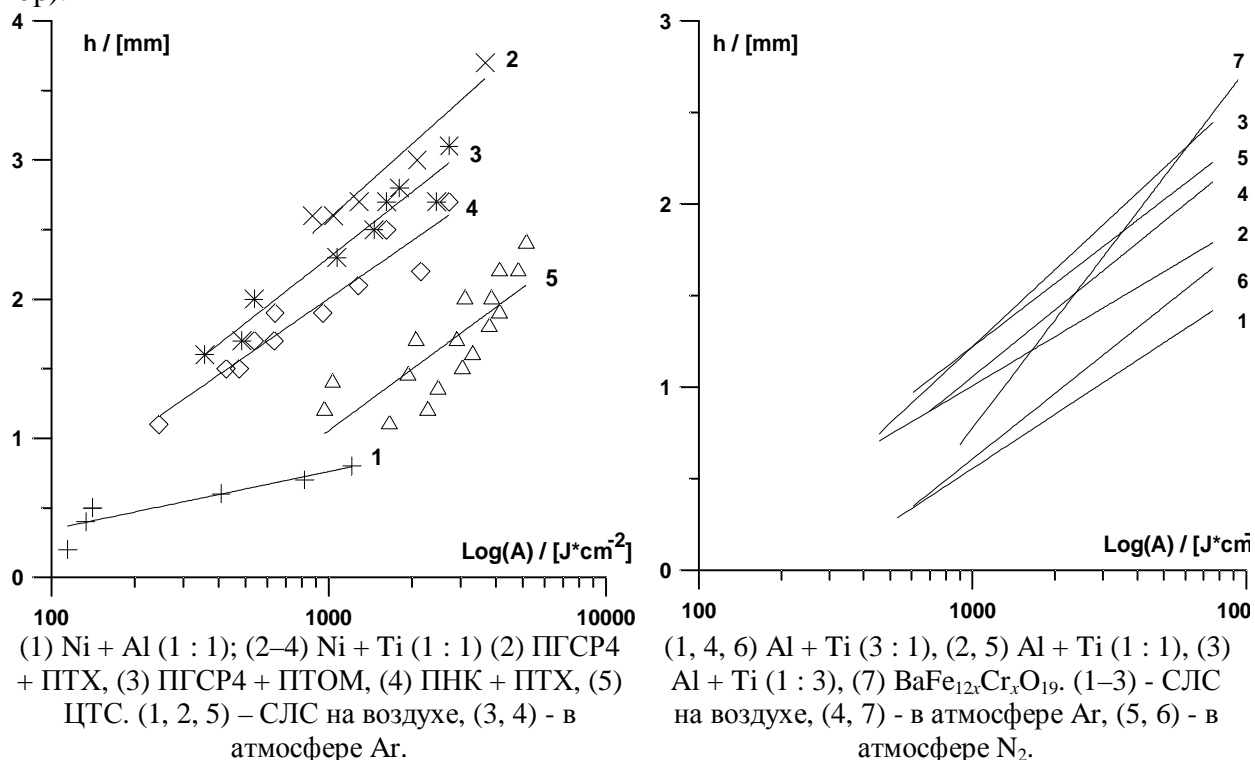 4
h / [mm]
2
3
3
4
2
5
1
1
Log(A) / [J*cm-2]
0
100
1000
10000
(1) Ni + Al (1 : 1); (2–4) Ni + Ti (1 : 1) (2) ПГСР4
+ ПТХ, (3) ПГСР4 + ПТОМ, (4) ПНК + ПТХ, (5)
ЦТС. (1, 2, 5) – СЛС на воздухе, (3, 4) - в
атмосфере Ar.
3
h / [mm]
7
3
5
2
4
2
6
1
1
Log(A) / [J*cm
0
100
1000
(1, 4, 6) Al + Ti (3 : 1), (2, 5) Al + Ti (1 : 1), (3)
Al + Ti (1 : 3), (7) BaFe12xCrxO19. (1–3) - СЛС
на воздухе, (4, 7) - в атмосфере Ar, (5, 6) - в
атмосфере N2.